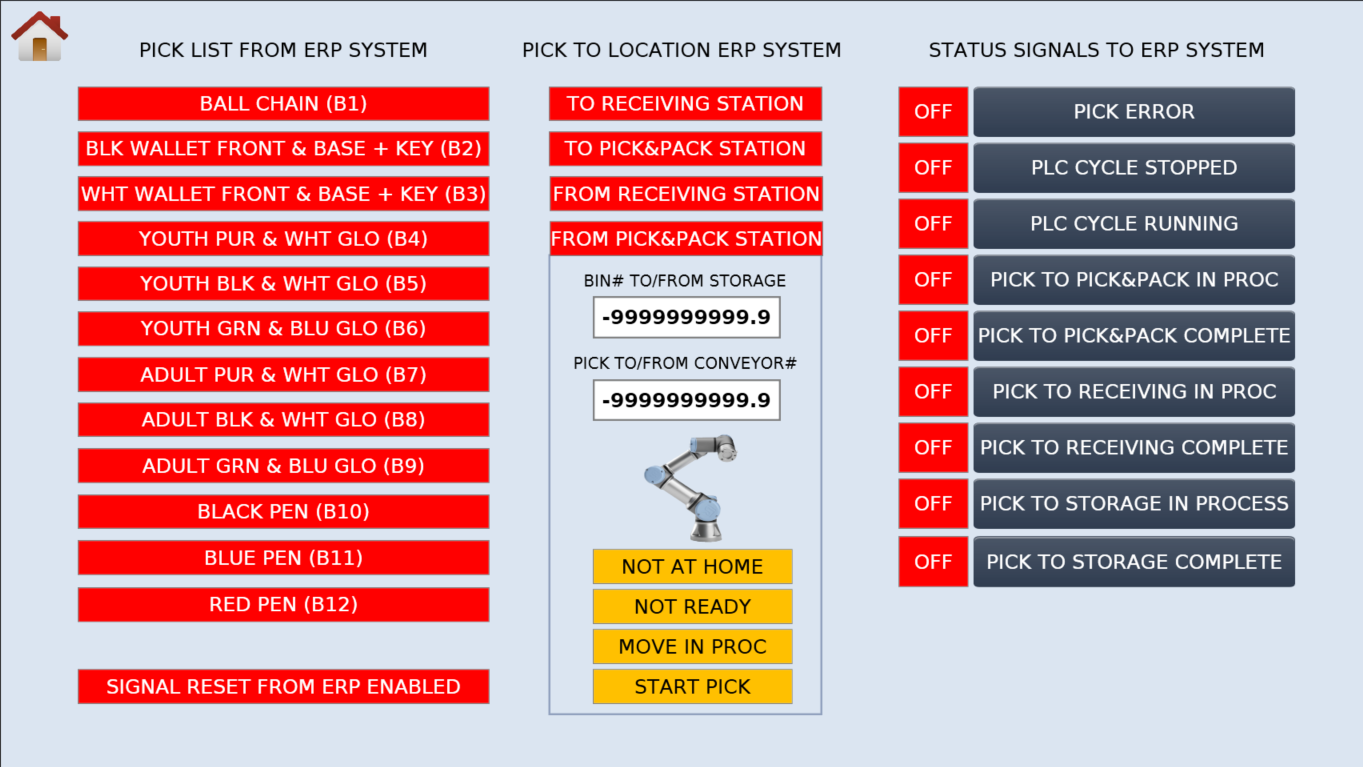 PICK LIST FROM ERP SYSTEM
BALL CHAIN (B1)
BLK WALLET FRONT & BASE + KEY (B2)
WHT WALLET FRONT & BASE + KEY (B3)
YOUTH PUR & WHT GLO (B4)
YOUTH BLK & WHT GLO (B5)
YOUTH GRN & BLU GLO (B6)
ADULT PUR & WHT GLO (B7)
ADULT BLK & WHT GLO (B8)
ADULT GRN & BLU GLO (B9)
BLACK PEN (B10)
BLUE PEN (B11)
RED PEN (B12)
SIGNAL RESET FROM ERP ENABLED
PICK TO LOCATION ERP SYSTEM
TO RECEIVING STATION
TO PICK&PACK STATION
FROM RECEIVING STATION
FROM PICK&PACK STATION
BIN# TO/FROM STORAGE
-9999999999.9
PICK TO/FROM CONVEYOR#
-9999999999.9
NOT AT HOME
NOT READY
MOVE IN PROC
START PICK
STATUS SIGNALS TO ERP SYSTEM
OFF PICK ERROR
OFF PLC CYCLE STOPPED
OFF PLC CYCLE RUNNING
OFF PICK TO PICK&PACK IN PROC
OFF PICK TO PICK&PACK COMPLETE
OFF PICK TO RECEIVING IN PROC
OFF PICK TO RECEIVING COMPLETE
OFF PICK TO STORAGE IN PROCESS
OFF PICK TO STORAGE COMPLETE